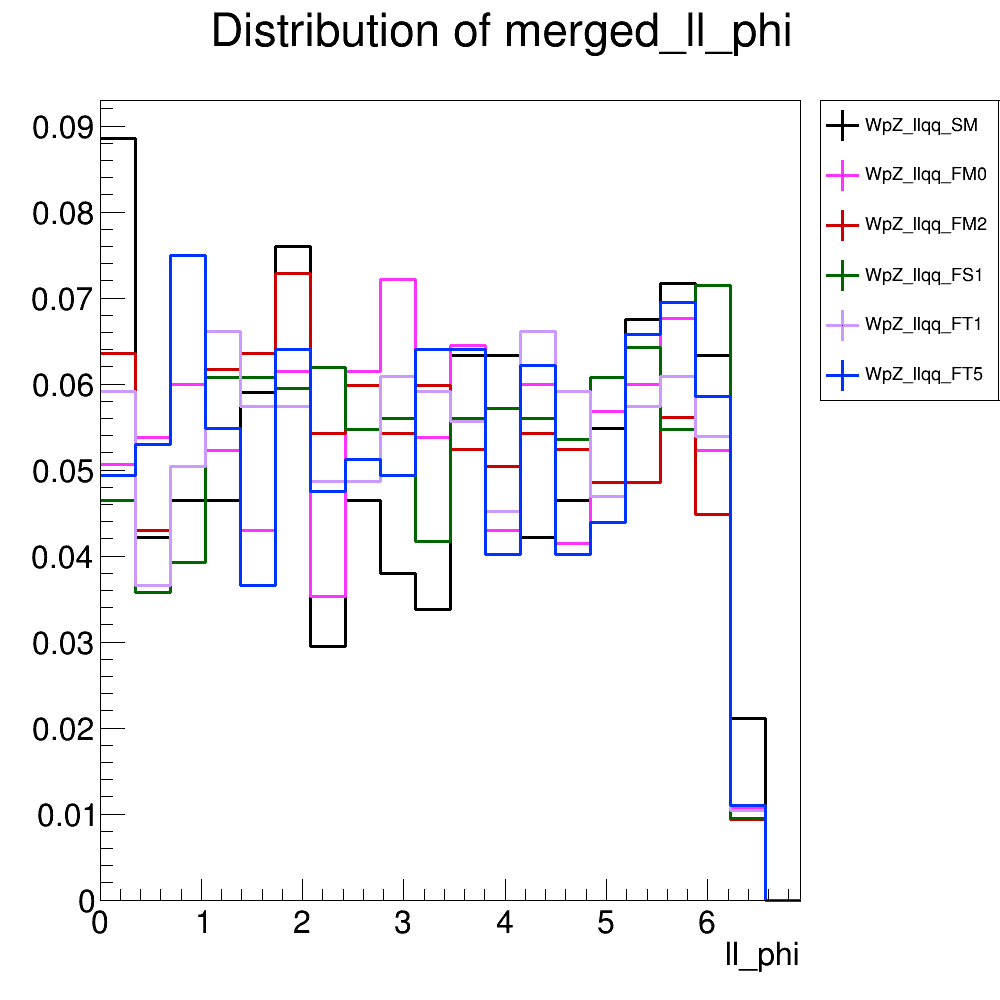 Distribution of merged_ll_phi
0.09
0.08
0.07
0.06
0.05
0.04
0.03
0.02
0.01
0
0 1 2 3 4 5 6
ll_phi
WpZ_llqq_SM
WpZ_llqq_FM0
WpZ_llqq_FM2
WpZ_llqq_FS1
WpZ_llqq_FT1
WpZ_llqq_FT5